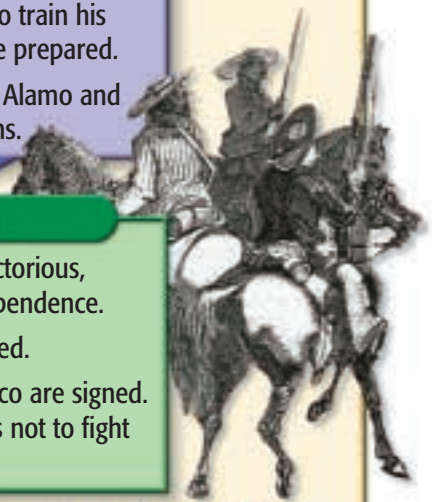 o train his
e prepared.
Alamo and
ns.
ctorious,
pendence.
ed.
co are signed.
s not to fight